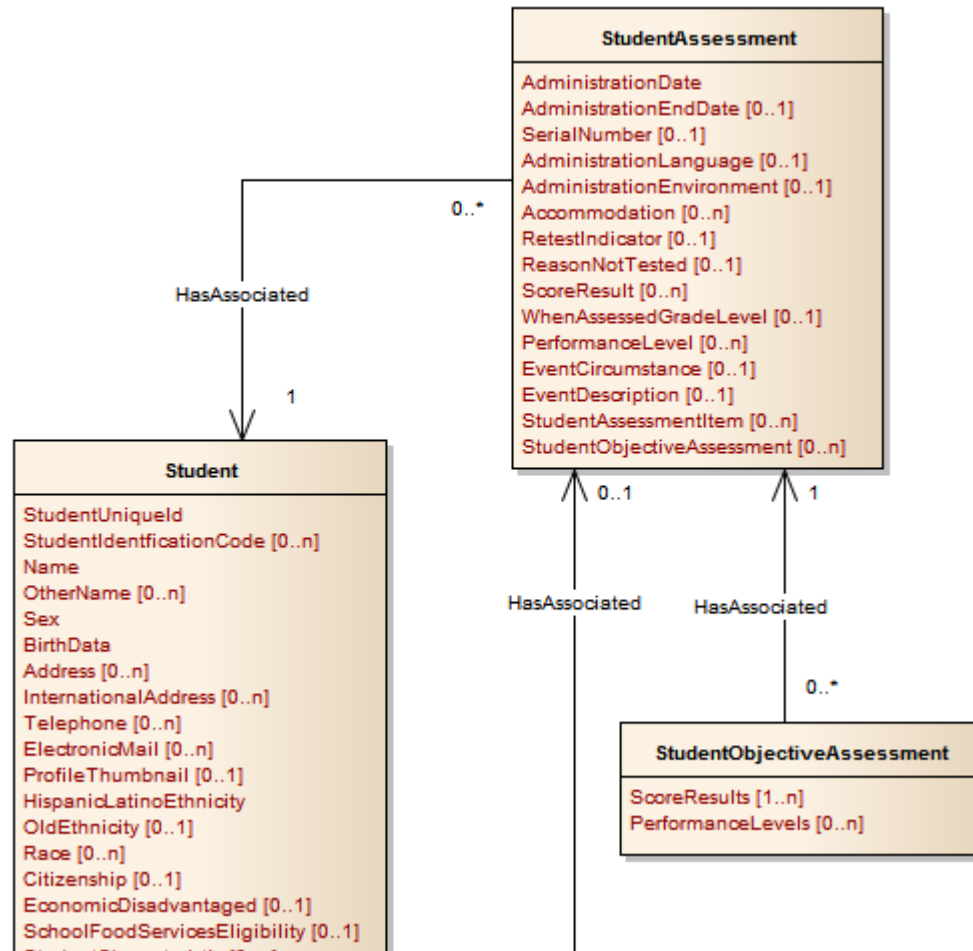 StudentAssessment
AdministrationDate
AdministrationEndDate [0..1]
SerialNumber [0..1]
AdministrationLanguage [0..1]
AdministrationEnvironment [0..1]
Accommodation [0..n]
RetestIndicator [0..1]
ReasonNotTested [0..1]
ScoreResult [0..n]
WhenAssessedGradeLevel [0..1]
PerformanceLevel [0..n]
EventCircumstance [0..1]
EventDescription [0..1]
StudentAssessmentItem [0..n]
StudentObjectiveAssessment [0..n]
0..*
HasAssociated
1
Student
StudentUniqueId
StudentIdentficationCode [0..n]
Name
OtherName [0..n]
Sex
BirthData
Address [0..n]
InternationalAddress [0..n]
Telephone [0..n]
ElectronicMail [0..n]
ProfileThumbnail [0..1]
HispanicLatinoEthnicity
OldEthnicity [0..1]
Race [0..n]
Citizenship [0..1]
EconomicDisadvantaged [0..1]
SchoolFoodServicesEligibility [0..1]
0..1
HasAssociated
1
HasAssociated
0..*
StudentObjectiveAssessment
ScoreResults [1..n]
PerformanceLevels [0..n]